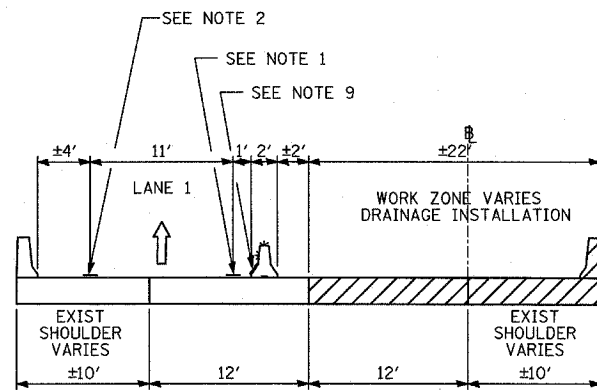 SEE NOTE 2
SEE NOTE 1
SEE NOTE 9
℄
±4' 11' 1' 2' ±2' ±22'
LANE 1
WORK ZONE VARIES
DRAINAGE INSTALLATION
EXIST
SHOULDER
VARIES
EXIST
SHOULDER
VARIES
±10' 12' 12' ±10'